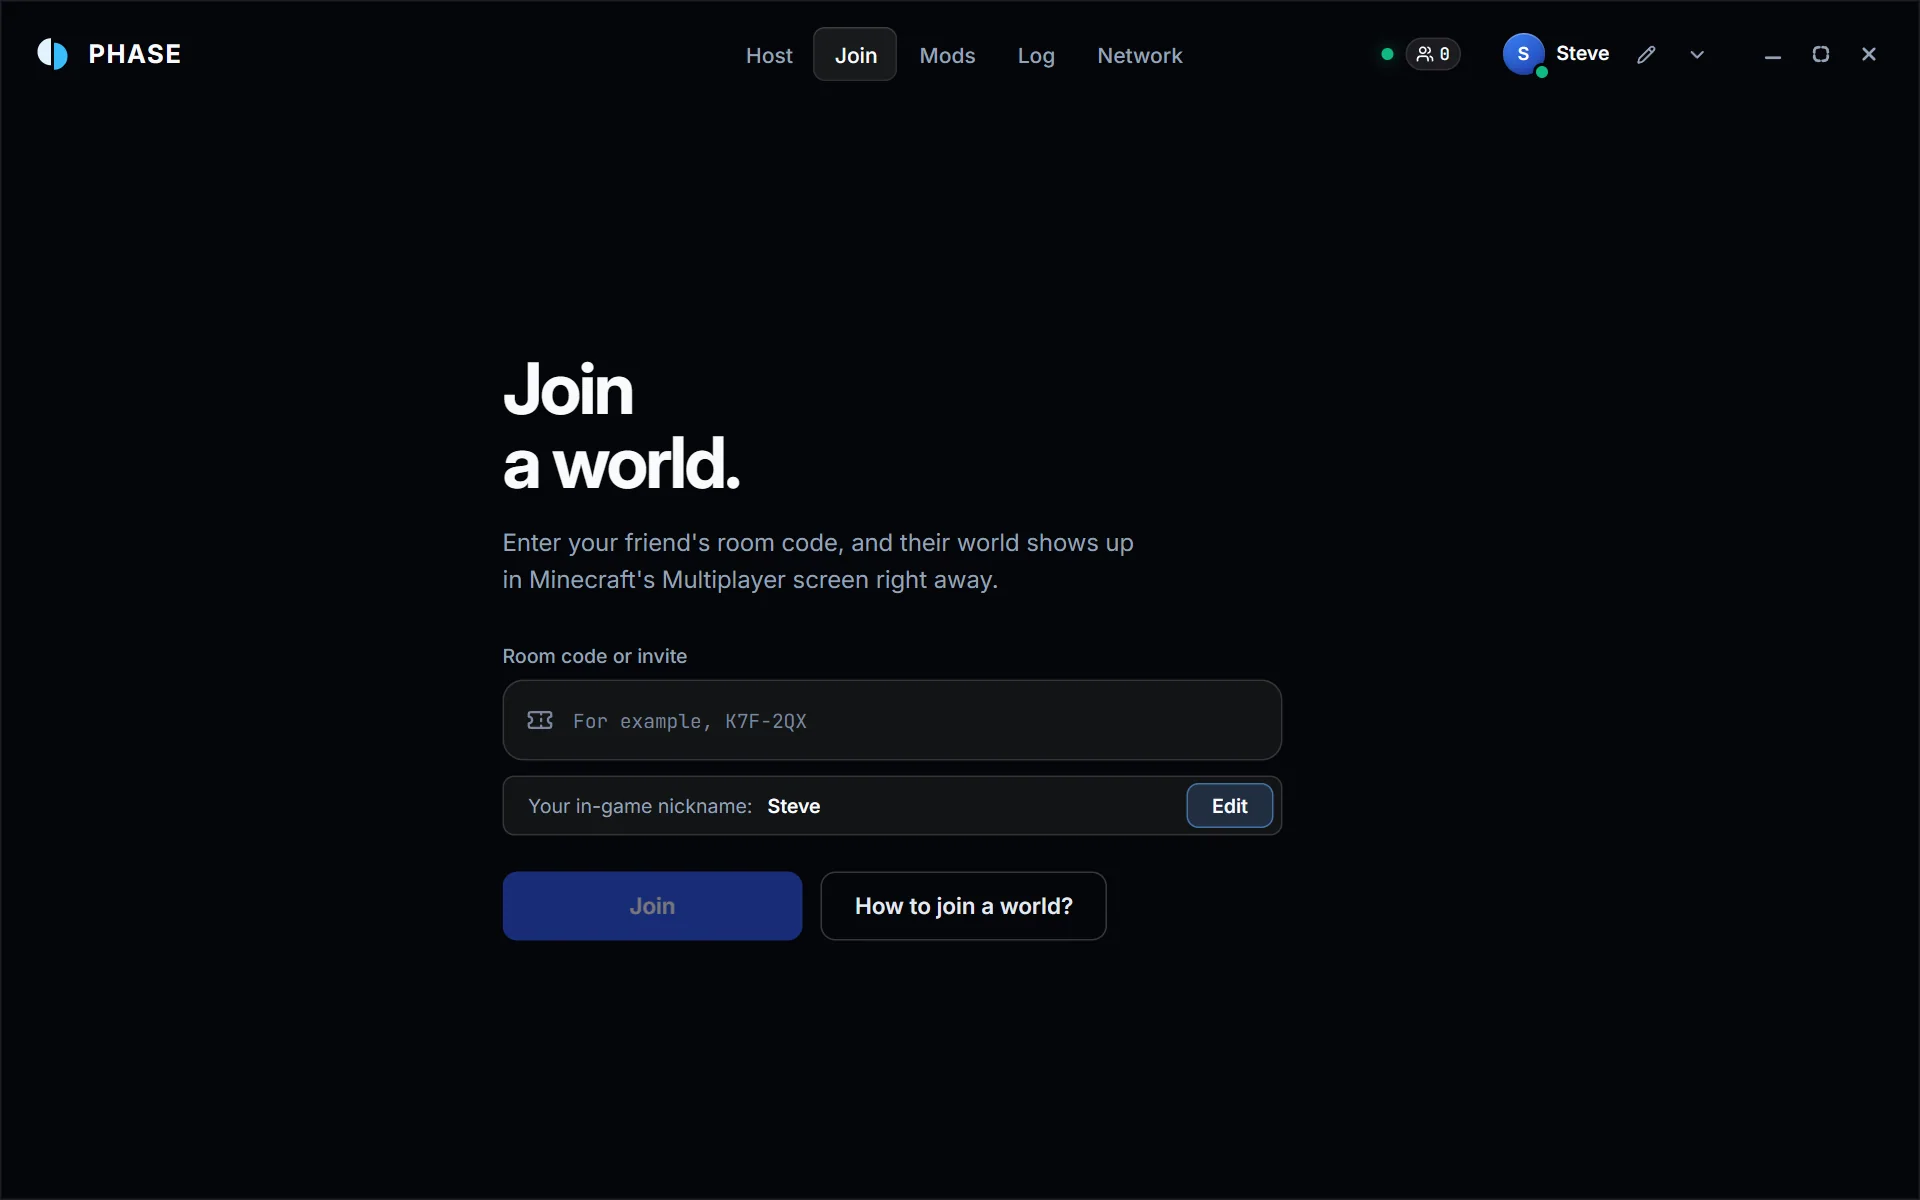 PHASE
Host
Join
Mods
Log
Network
0
S
Steve
Join
a world.
Enter your friend's room code, and their world shows up
in Minecraft's Multiplayer screen right away.
Room code or invite
For example, K7F-2QX
Your in-game nickname: Steve
Edit
Join
How to join a world?